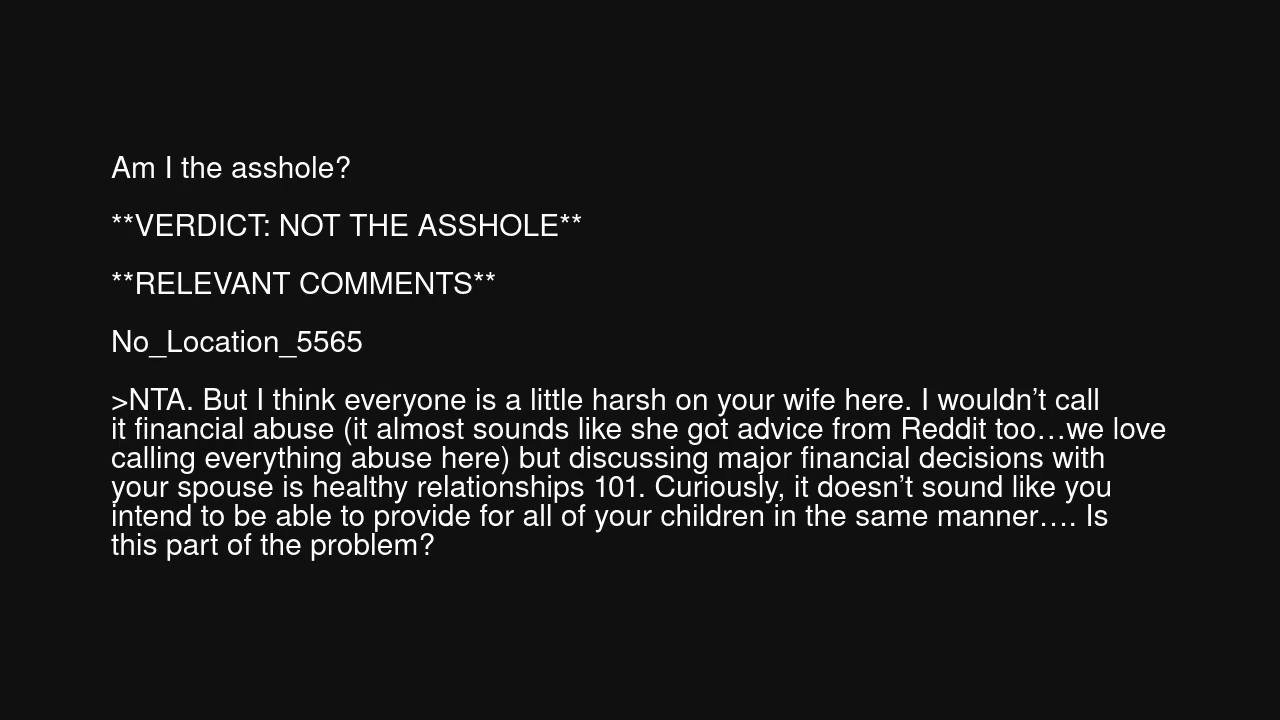 Am I the asshole?
**VERDICT: NOT THE ASSHOLE**
**RELEVANT COMMENTS**
No_Location_5565
>NTA. But I think everyone is a little harsh on your wife here. I wouldn’t call
it financial abuse (it almost sounds like she got advice from Reddit too…we love
calling everything abuse here) but discussing major financial decisions with
your spouse is healthy relationships 101. Curiously, it doesn’t sound like you
intend to be able to provide for all of your children in the same manner…. Is
this part of the problem?